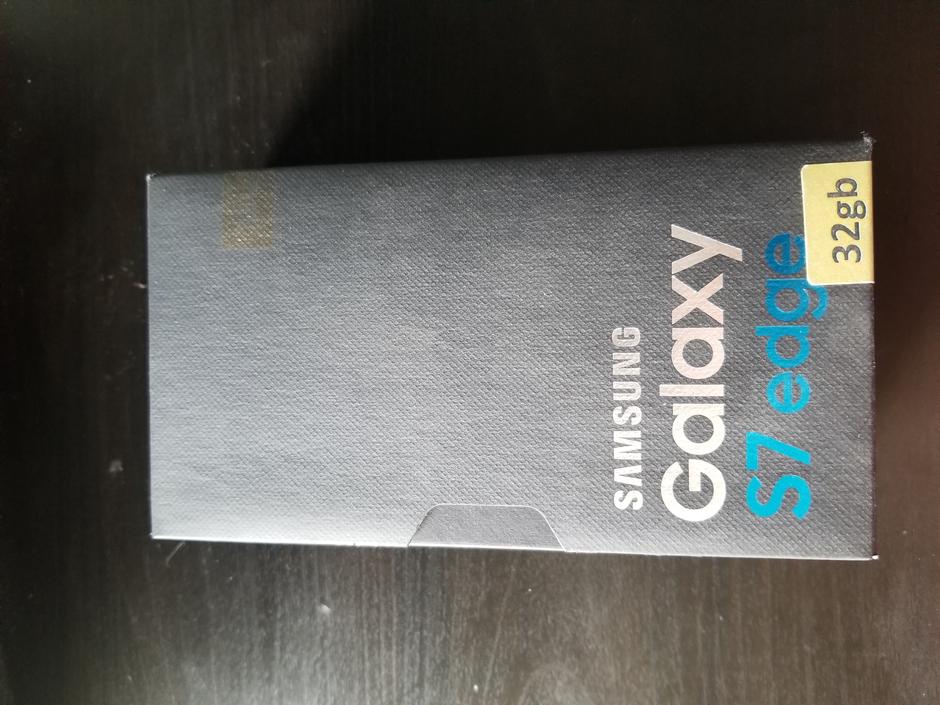 SAMSUNG
Galaxy
S7 edge
32gb